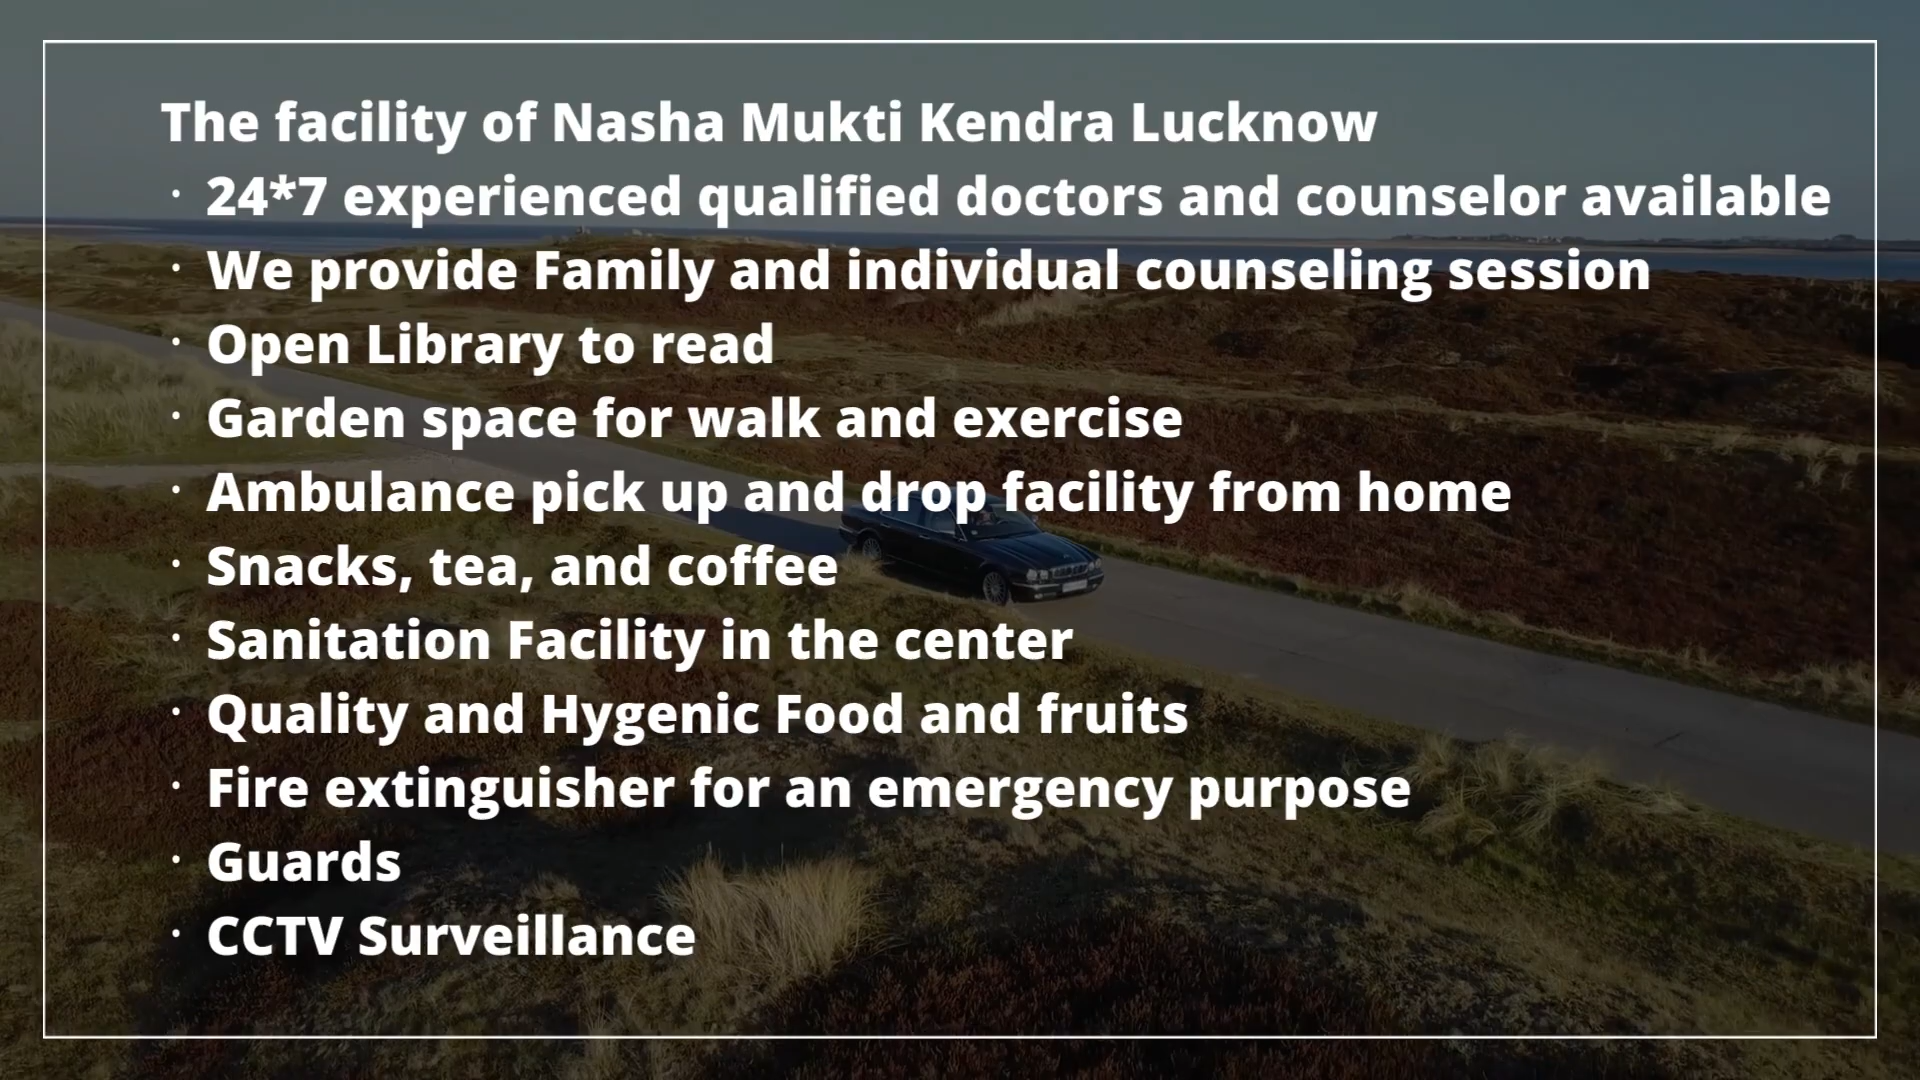 The facility of Nasha Mukti Kendra Lucknow
· 24*7 experienced qualified doctors and counselor available
· We provide Family and individual counseling session
· Open Library to read
· Garden space for walk and exercise
· Ambulance pick up and drop facility from home
· Snacks, tea, and coffee
· Sanitation Facility in the center
· Quality and Hygenic Food and fruits
· Fire extinguisher for an emergency purpose
· Guards
· CCTV Surveillance